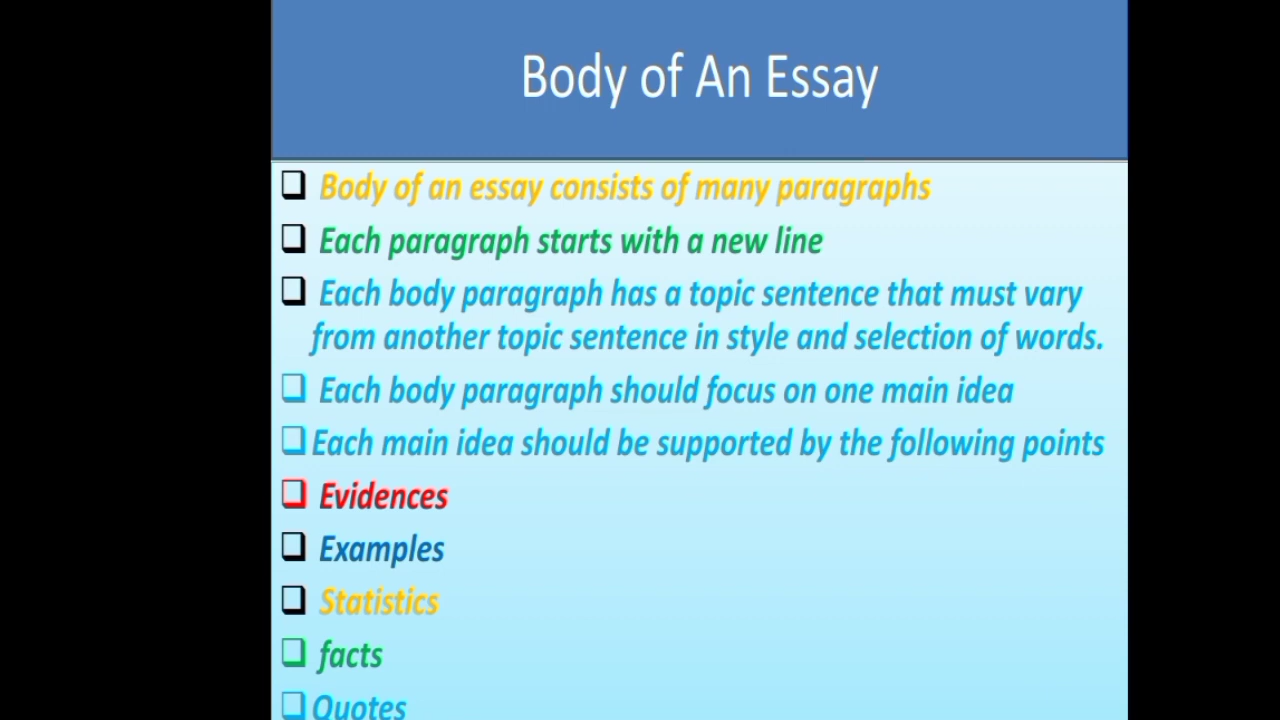 Body of An Essay
❑ Body of an essay consists of many paragraphs
❑ Each paragraph starts with a new line
❑ Each body paragraph has a topic sentence that must vary
from another topic sentence in style and selection of words.
❑ Each body paragraph should focus on one main idea
❑ Each main idea should be supported by the following points
❑ Evidences
❑ Examples
❑ Statistics
❑ facts
❑ Quotes